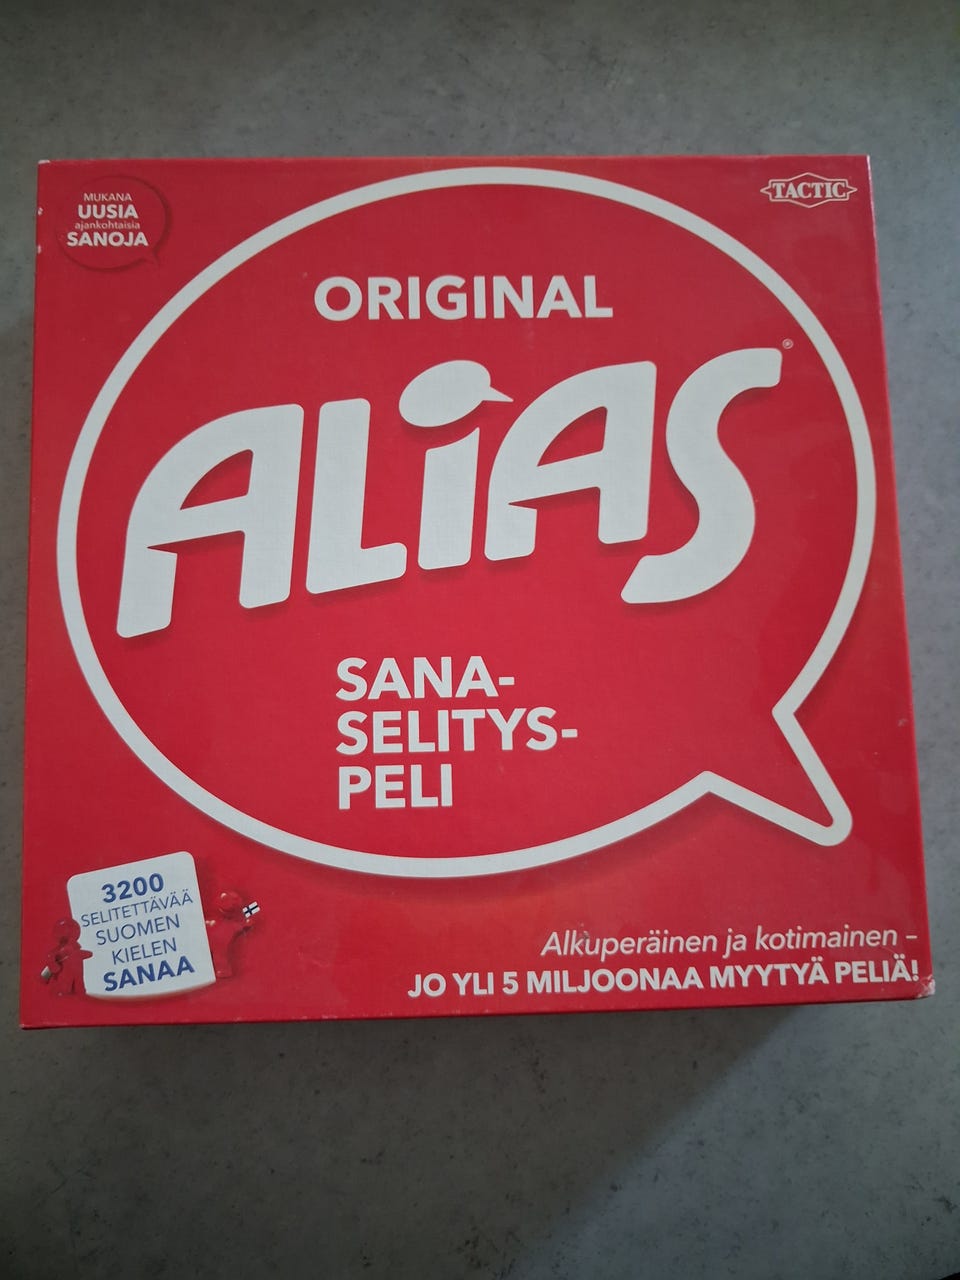 MUKANA
UUSIA
ajankohtaisia
SANOJA
TACTIC
ORIGINAL
ALiAS®
SANA-
SELITYS-
PELI
3200
SELITETTÄVÄÄ
SUOMEN
KIELEN
SANAA
Alkuperäinen ja kotimainen –
JO YLI 5 MILJOONAA MYYTYÄ PELIÄ!